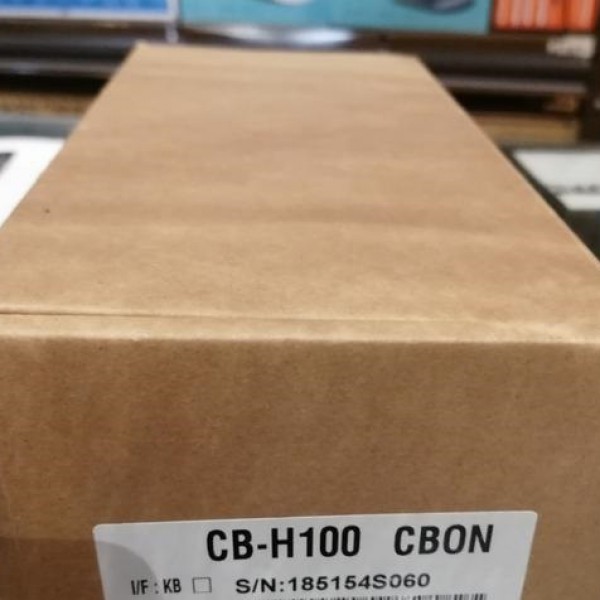 CB-H100 CBON
I/F : KB □ S/N:185154S060